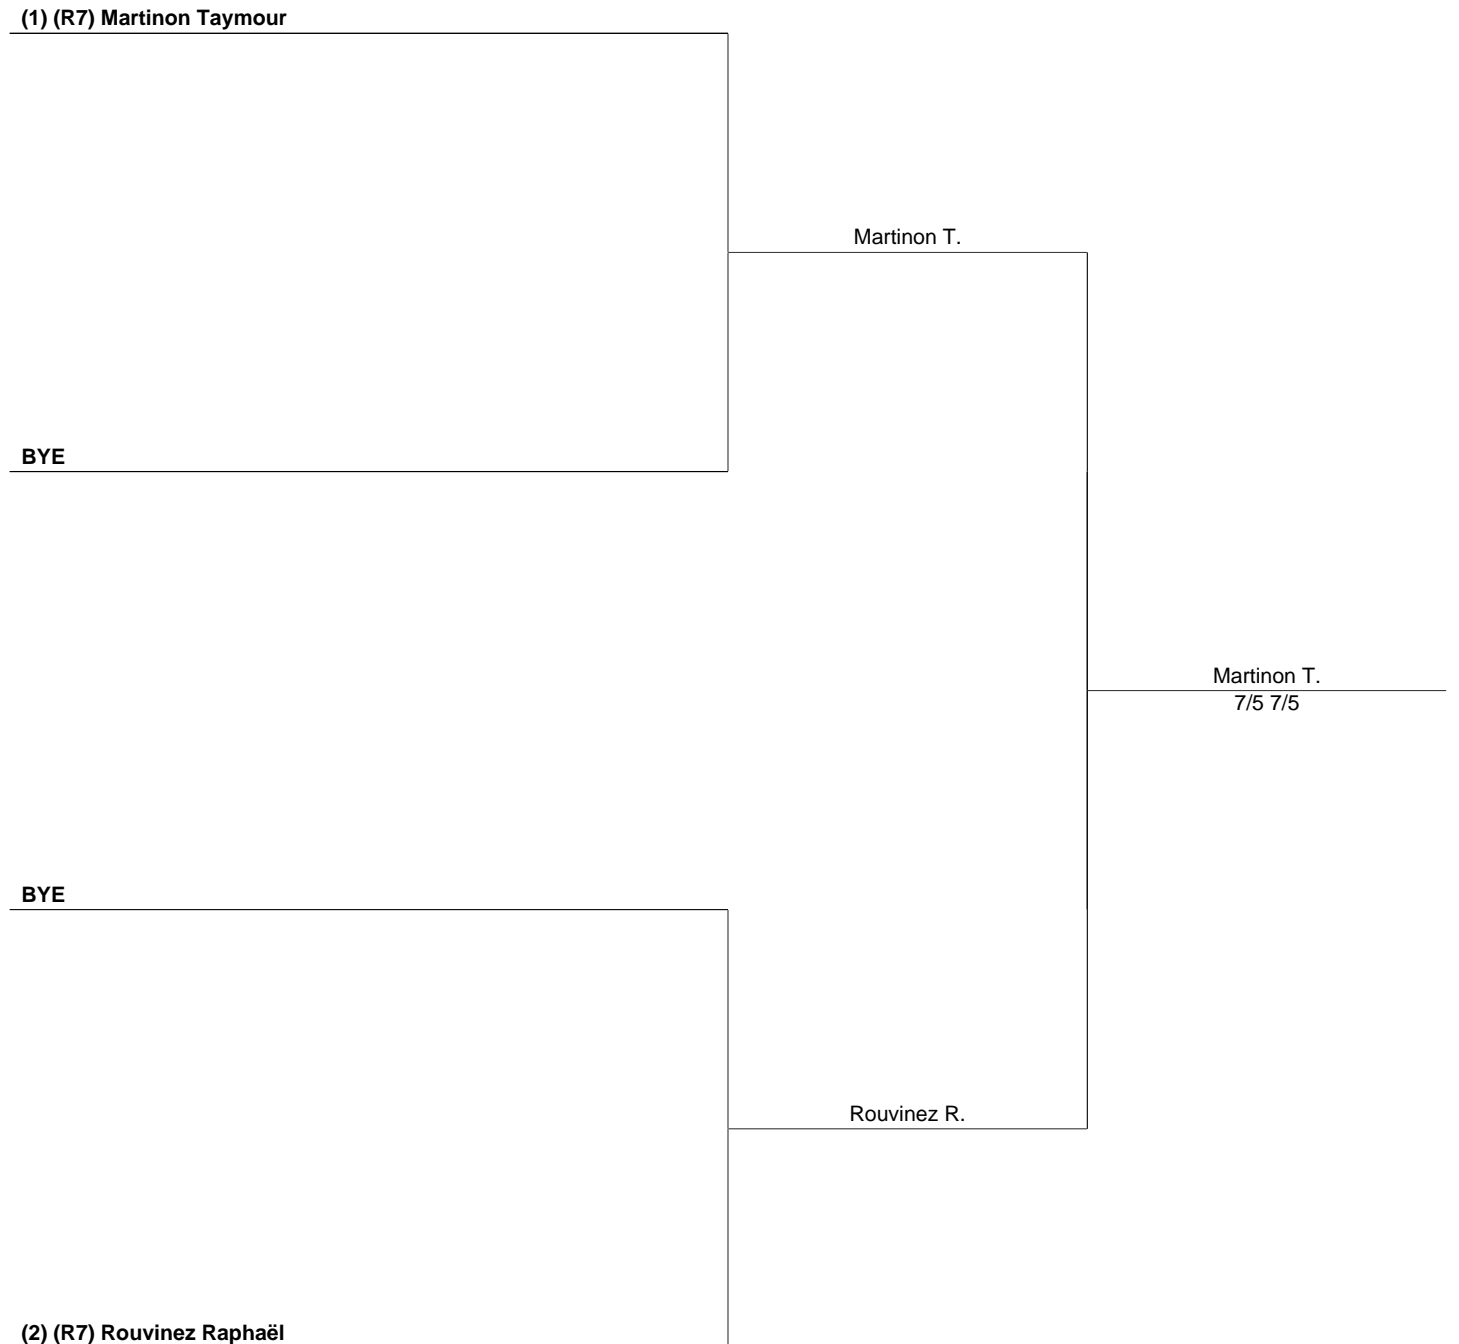 (1) (R7) Martinon Taymour
Martinon T.
BYE
Martinon T.
7/5 7/5
BYE
Rouvinez R.
(2) (R7) Rouvinez Raphaël